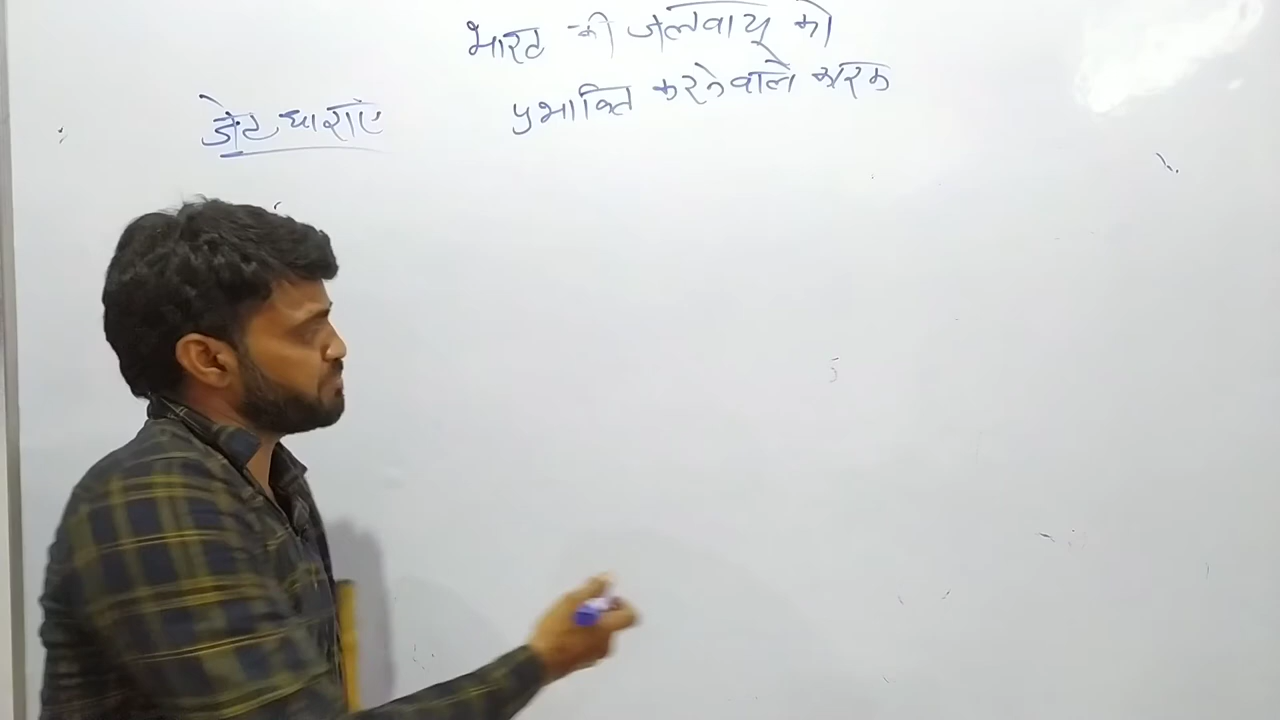 भारत की जलवायु को
प्रभावित करनेवाले कारक
जेट धाराएं